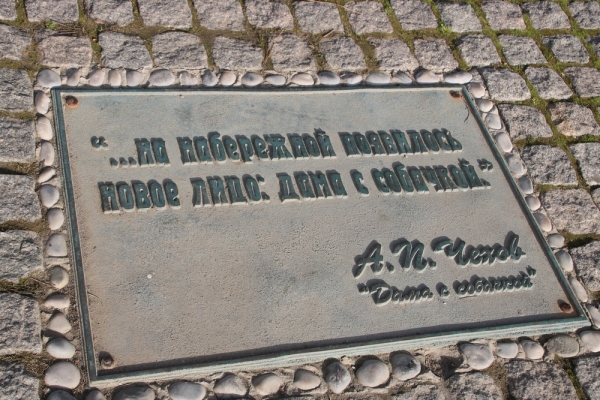 “...на набережной появилось
новое лицо: дама с собачкой.”
А. П. Чехов
"Дама с собачкой"